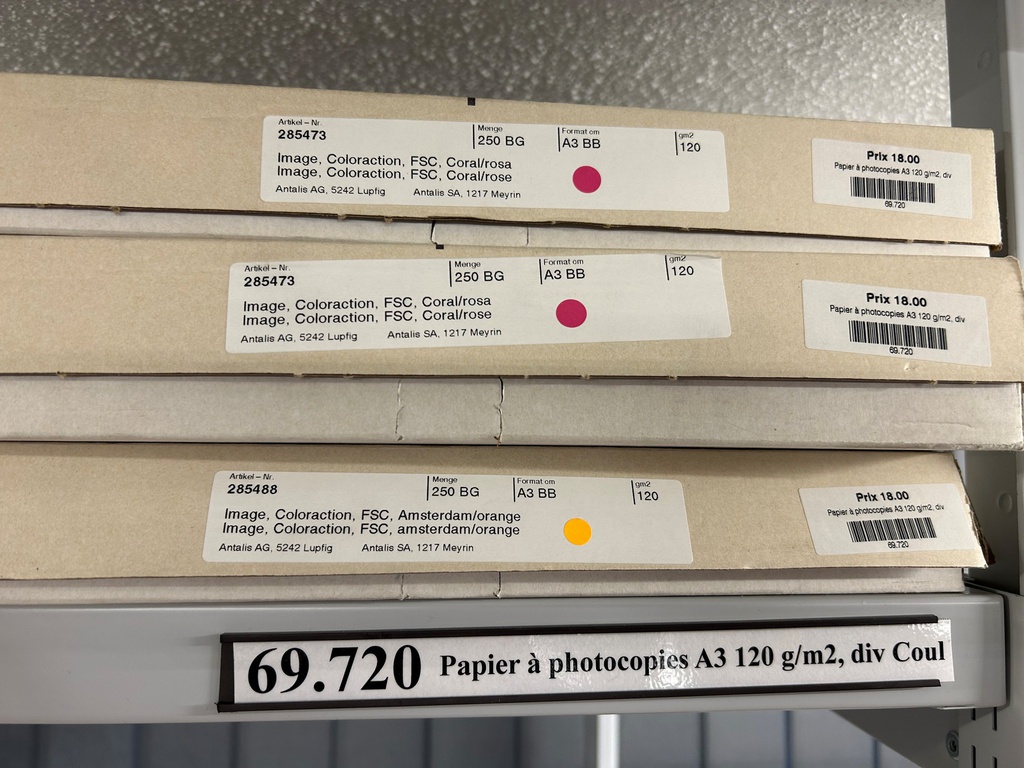 Artikel – Nr.
285473
Menge
250 BG
Format cm
A3 BB
gm2
120
Image, Coloraction, FSC, Coral/rosa
Image, Coloraction, FSC, Coral/rose
Antalis AG, 5242 Lupfig Antalis SA, 1217 Meyrin
Prix 18.00
Papier à photocopies A3 120 g/m2, div
69.720
Artikel – Nr.
285473
Menge
250 BG
Format cm
A3 BB
gm2
120
Image, Coloraction, FSC, Coral/rosa
Image, Coloraction, FSC, Coral/rose
Antalis AG, 5242 Lupfig Antalis SA, 1217 Meyrin
Prix 18.00
Papier à photocopies A3 120 g/m2, div
69.720
Artikel – Nr.
285488
Menge
250 BG
Format cm
A3 BB
gm2
120
Image, Coloraction, FSC, Amsterdam/orange
Image, Coloraction, FSC, amsterdam/orange
Antalis AG, 5242 Lupfig Antalis SA, 1217 Meyrin
Prix 18.00
Papier à photocopies A3 120 g/m2, div
69.720
69.720 Papier à photocopies A3 120 g/m2, div Coul